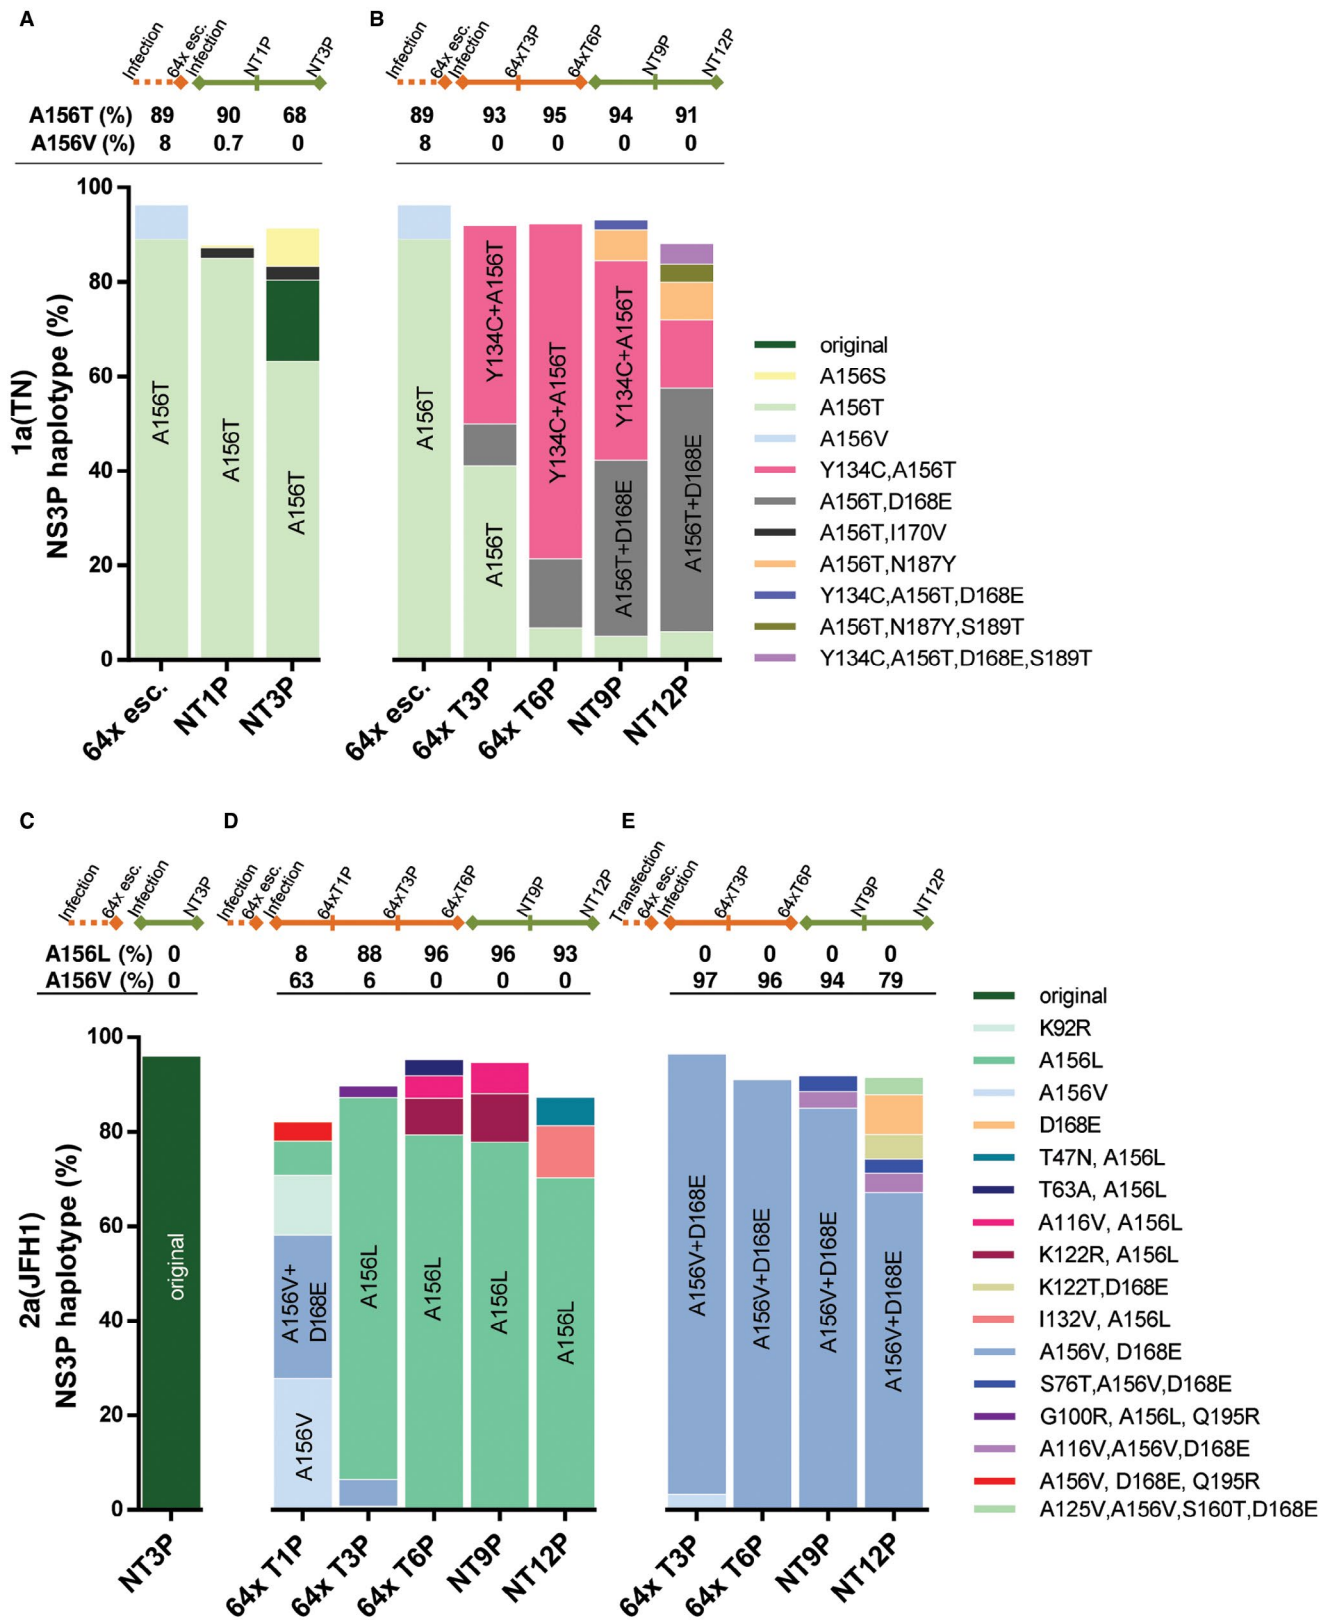 A
Infection
64x esc.
Infection
NT1P
NT3P
A156T (%) 89 90 68
A156V (%) 8 0.7 0
B
Infection
64x esc.
Infection
64xT3P
64xT6P
NT9P
NT12P
89 93 95 94 91
8 0 0 0 0
1a(TN)
NS3P haplotype (%)
100
80
60
40
20
0
A156T
A156T
A156T
64x esc.
NT1P
NT3P
A156T
A156T
Y134C+A156T
Y134C+A156T
A156T+D168E
Y134C+A156T
A156T+D168E
64x esc.
64x T3P
64x T6P
NT9P
NT12P
original
A156S
A156T
A156V
Y134C,A156T
A156T,D168E
A156T,I170V
A156T,N187Y
Y134C,A156T,D168E
A156T,N187Y,S189T
Y134C,A156T,D168E,S189T
C
Infection
64x esc.
Infection
NT3P
A156L (%) 0
A156V (%) 0
D
Infection
64x esc.
Infection
64xT1P
64xT3P
64xT6P
NT9P
NT12P
8 88 96 96 93
63 6 0 0 0
E
Transfection
64x esc.
Infection
64xT3P
64xT6P
NT9P
NT12P
0 0 0 0
97 96 94 79
2a(JFH1)
NS3P haplotype (%)
100
80
60
40
20
0
original
NT3P
A156V
A156V+
D168E
A156L
A156L
A156L
A156L
64x T1P
64x T3P
64x T6P
NT9P
NT12P
A156V+D168E
A156V+D168E
A156V+D168E
A156V+D168E
64x T3P
64x T6P
NT9P
NT12P
original
K92R
A156L
A156V
D168E
T47N, A156L
T63A, A156L
A116V, A156L
K122R, A156L
K122T,D168E
I132V, A156L
A156V, D168E
S76T,A156V,D168E
G100R, A156L, Q195R
A116V,A156V,D168E
A156V, D168E, Q195R
A125V,A156V,S160T,D168E